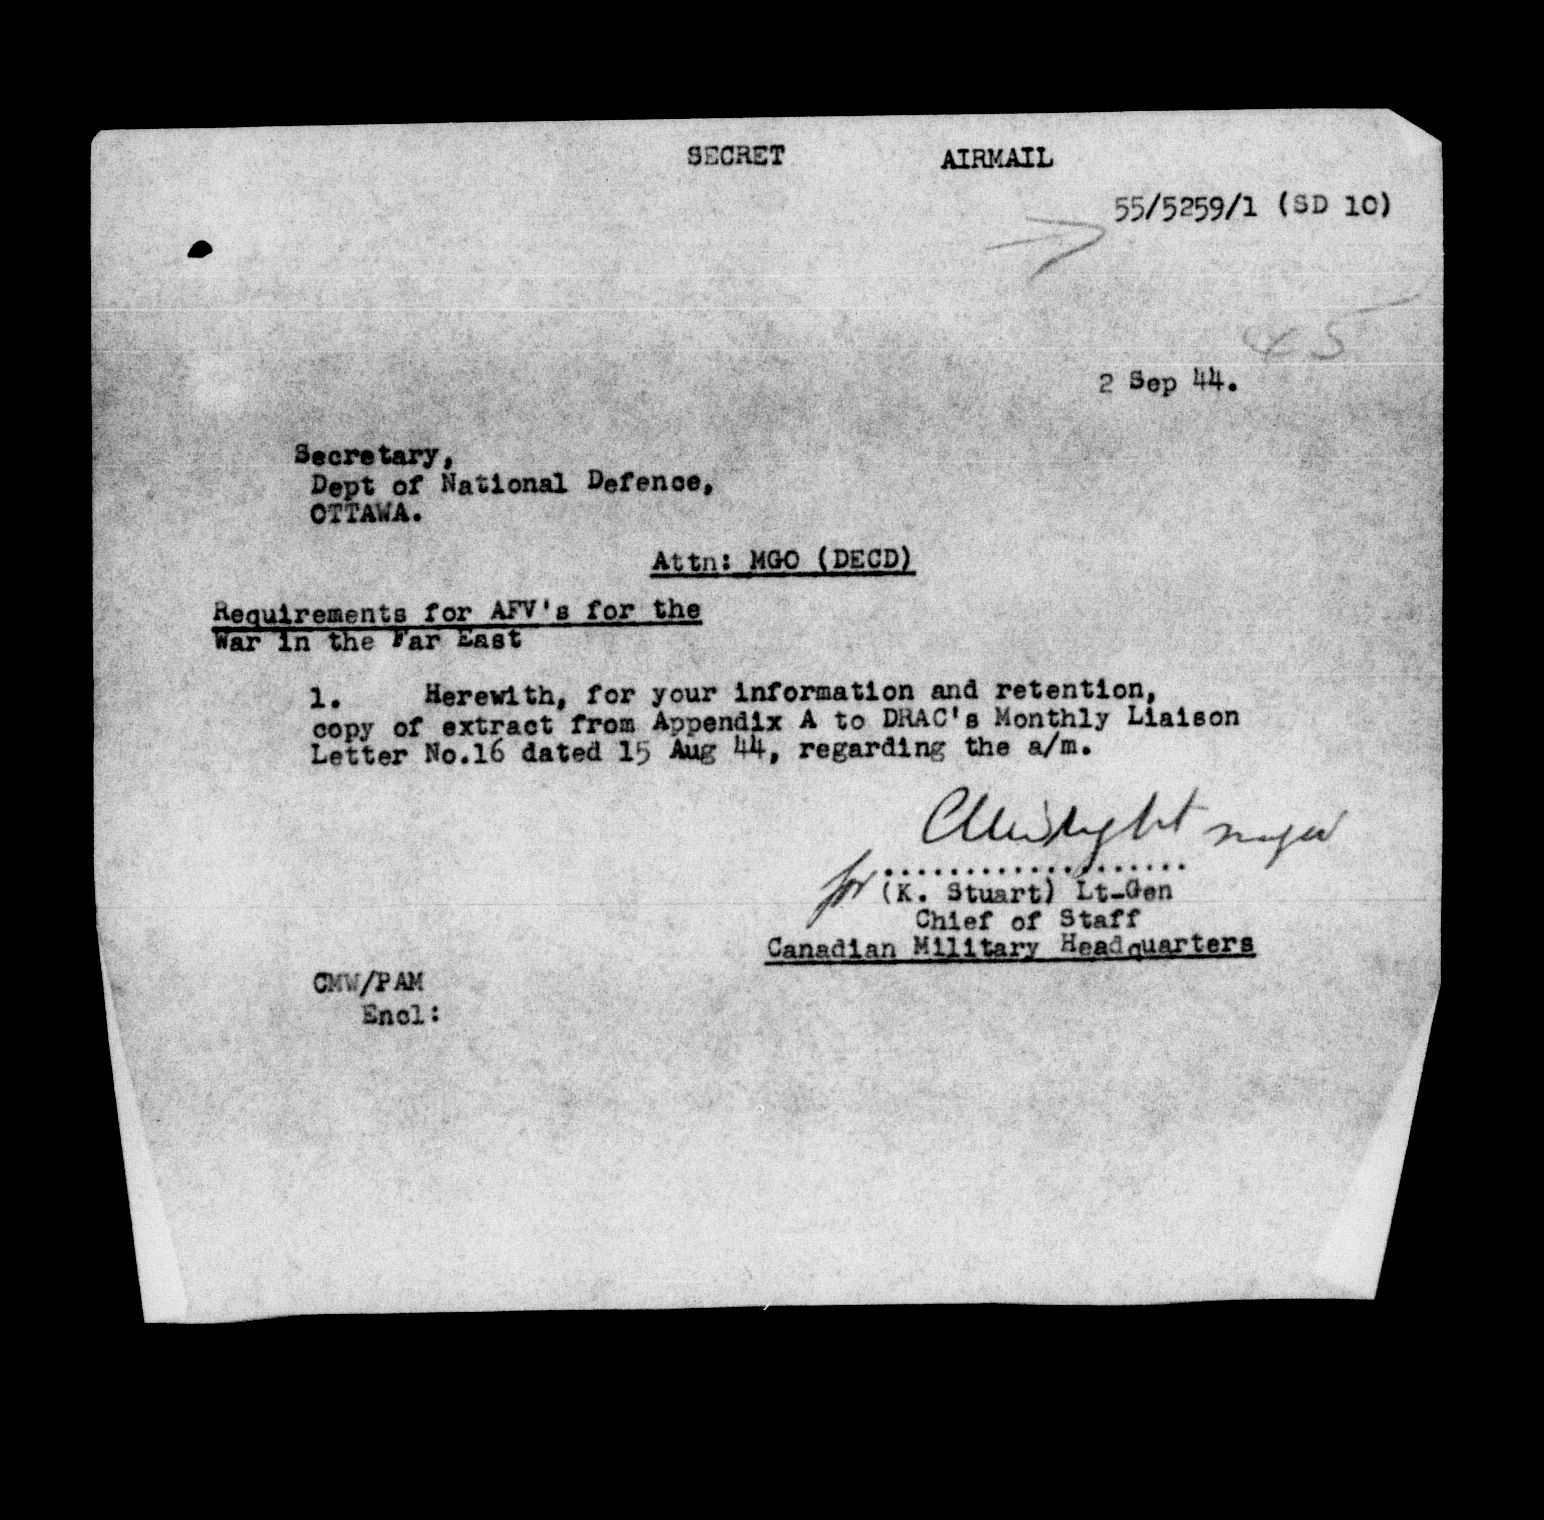 SECRET AIRMAIL
55/5259/1 (SD 10)
45
2 Sep 44.
Secretary,
Dept of National Defence,
OTTAWA.
Attn: MGO (DECD)
Requirements for AFV's for the
War in the Far East
1. Herewith, for your information and retention,
copy of extract from Appendix A to DRAC's Monthly Liaison
Letter No.16 dated 15 Aug 44, regarding the a/m.
major
for ...................
(K. Stuart) Lt-Gen
Chief of Staff
Canadian Military Headquarters
CMW/PAM
Encl: